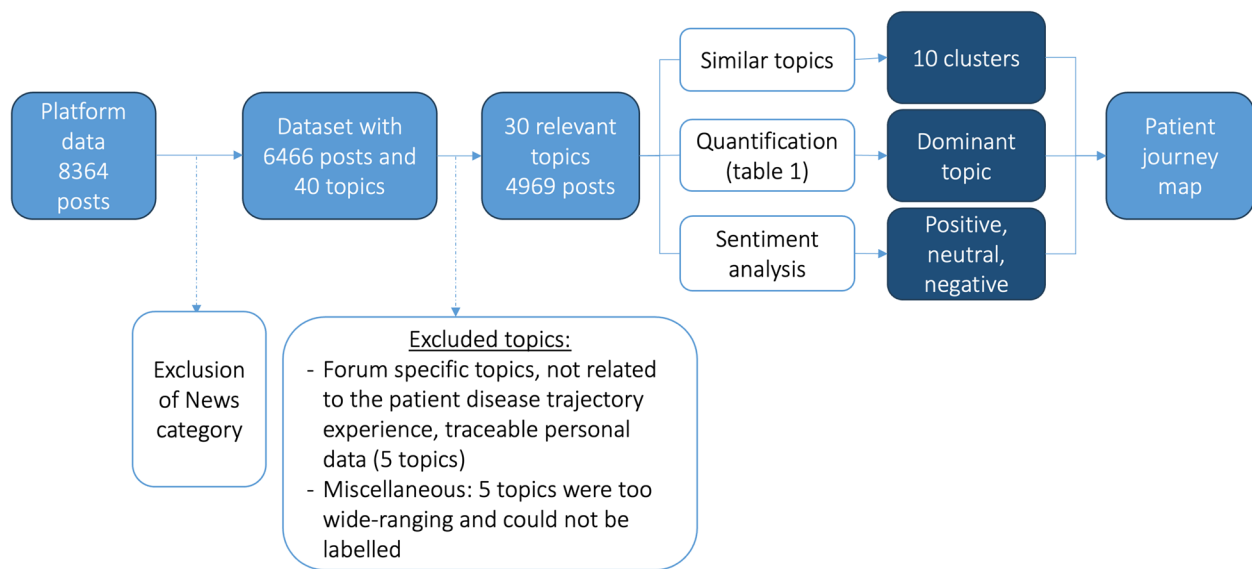 Platform
data
8364
posts
Dataset with
6466 posts and
40 topics
30 relevant
topics
4969 posts
Similar topics
10 clusters
Quantification
(table 1)
Dominant
topic
Sentiment
analysis
Positive,
neutral,
negative
Patient
journey
map
Exclusion
of News
category
Excluded topics:
- Forum specific topics, not related
to the patient disease trajectory
experience, traceable personal
data (5 topics)
- Miscellaneous: 5 topics were too
wide-ranging and could not be
labelled